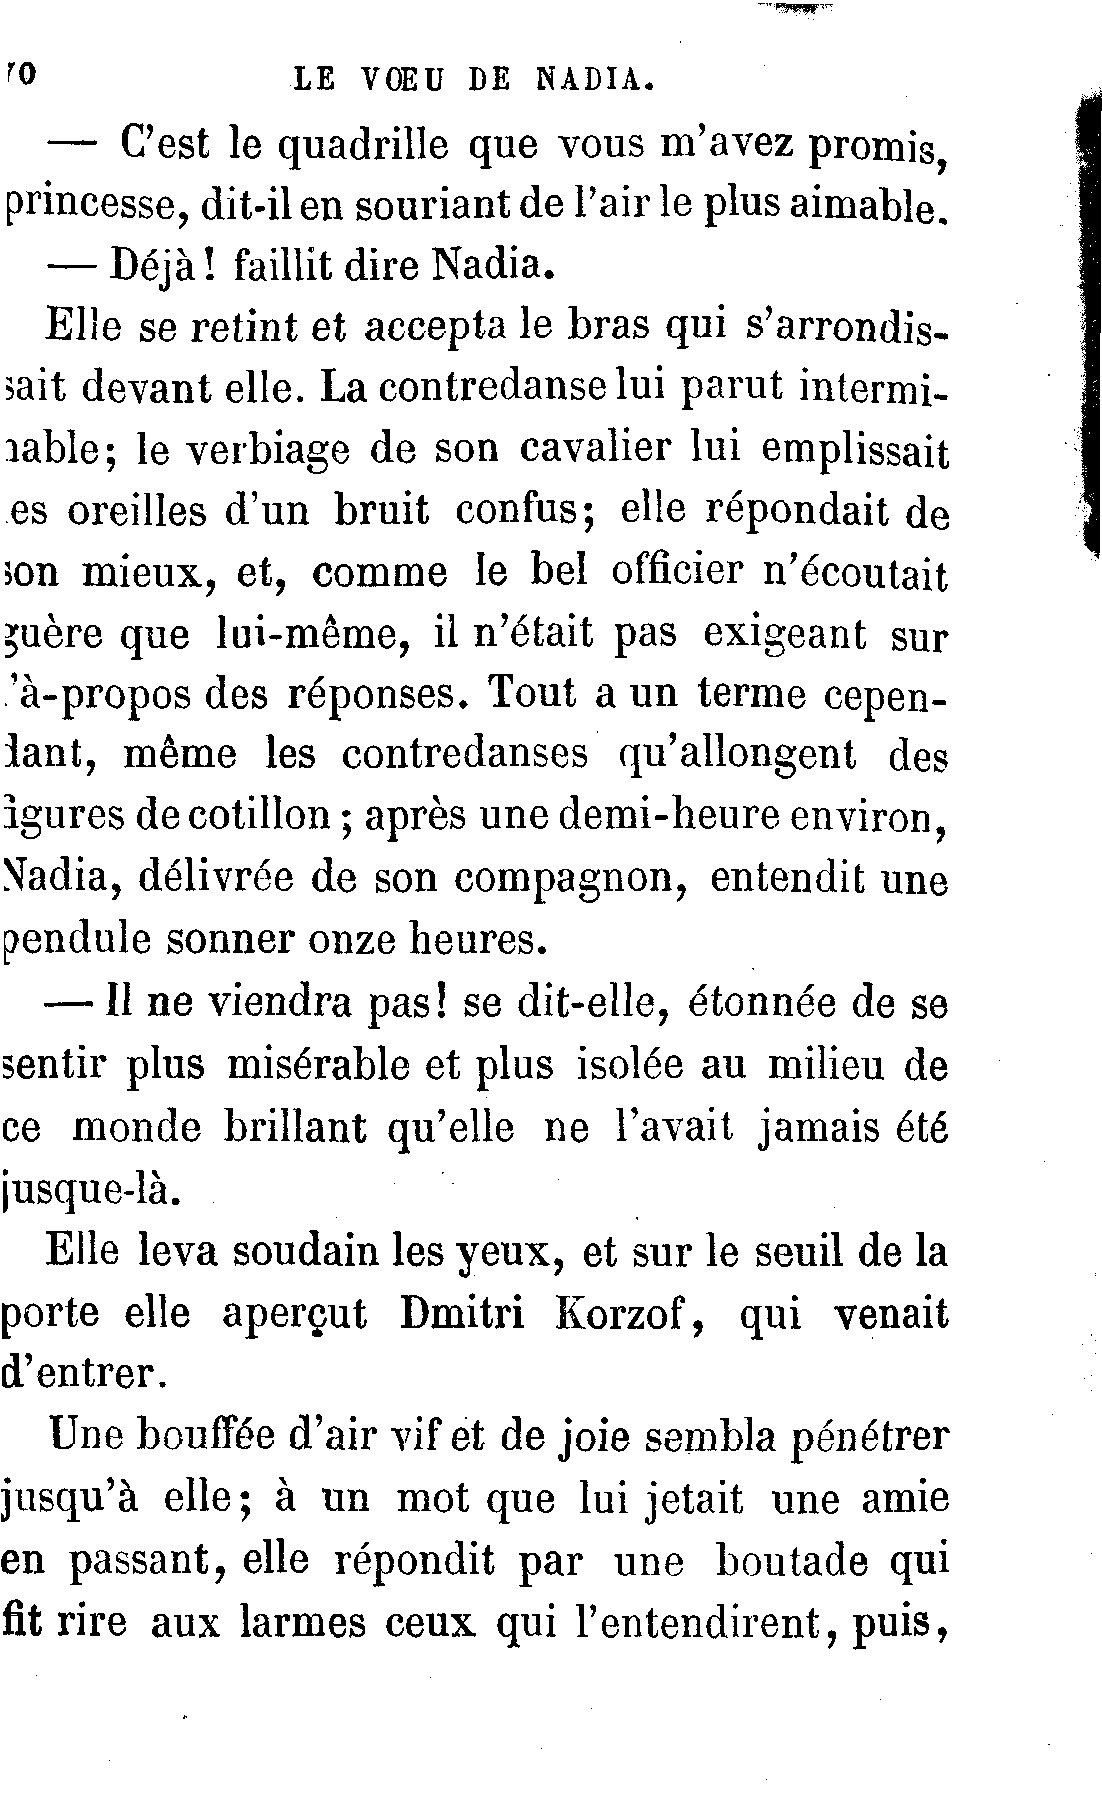 70 LE VŒU DE NADIA.
— C'est le quadrille que vous m'avez promis,
princesse, dit-il en souriant de l'air le plus aimable.
— Déjà! faillit dire Nadia.
Elle se retint et accepta le bras qui s'arrondis-
sait devant elle. La contredanse lui parut intermi-
nable; le verbiage de son cavalier lui emplissait
les oreilles d'un bruit confus; elle répondait de
son mieux, et, comme le bel officier n'écoutait
guère que lui-même, il n'était pas exigeant sur
l'à-propos des réponses. Tout a un terme cepen-
dant, même les contredanses qu'allongent des
figures de cotillon; après une demi-heure environ,
Nadia, délivrée de son compagnon, entendit une
pendule sonner onze heures.
— Il ne viendra pas! se dit-elle, étonnée de se
sentir plus misérable et plus isolée au milieu de
ce monde brillant qu'elle ne l'avait jamais été
jusque-là.
Elle leva soudain les yeux, et sur le seuil de la
porte elle aperçut Dmitri Korzof, qui venait
d'entrer.
Une bouffée d'air vif et de joie sembla pénétrer
jusqu'à elle; à un mot que lui jetait une amie
en passant, elle répondit par une boutade qui
fit rire aux larmes ceux qui l'entendirent, puis,